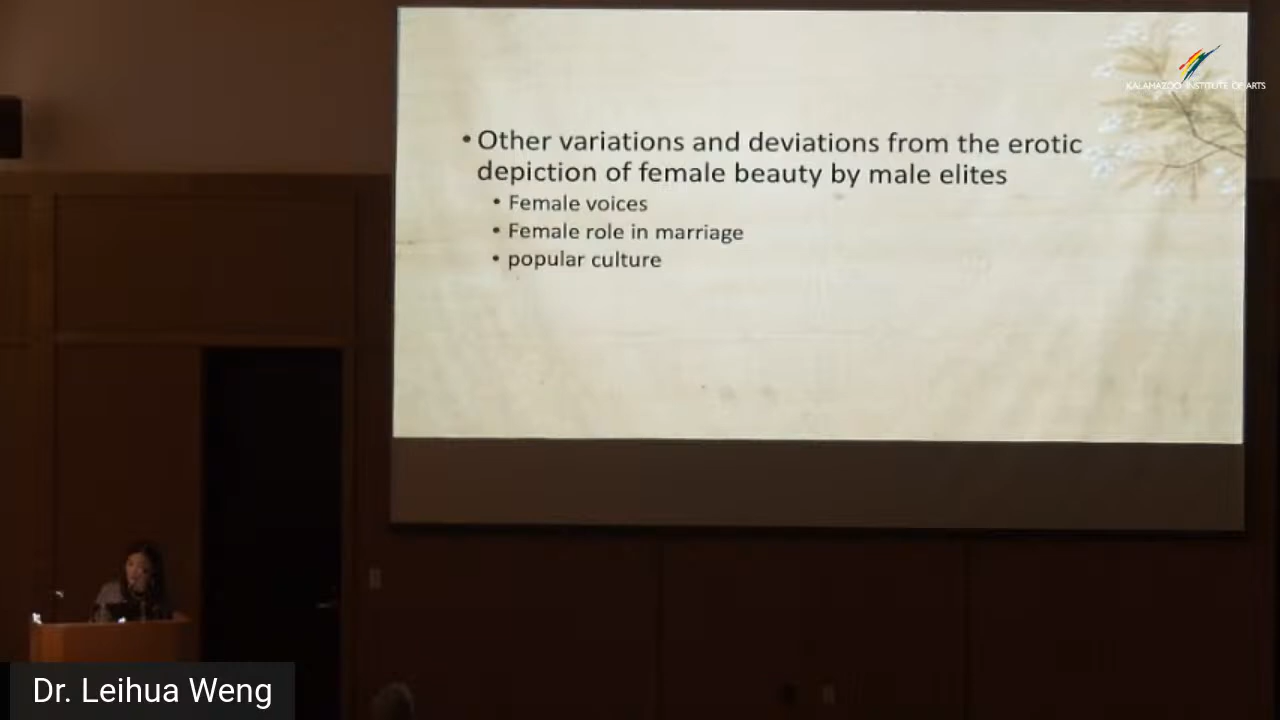 KALAMAZOO INSTITUTE OF ARTS
• Other variations and deviations from the erotic
depiction of female beauty by male elites
• Female voices
• Female role in marriage
• popular culture
Dr. Leihua Weng